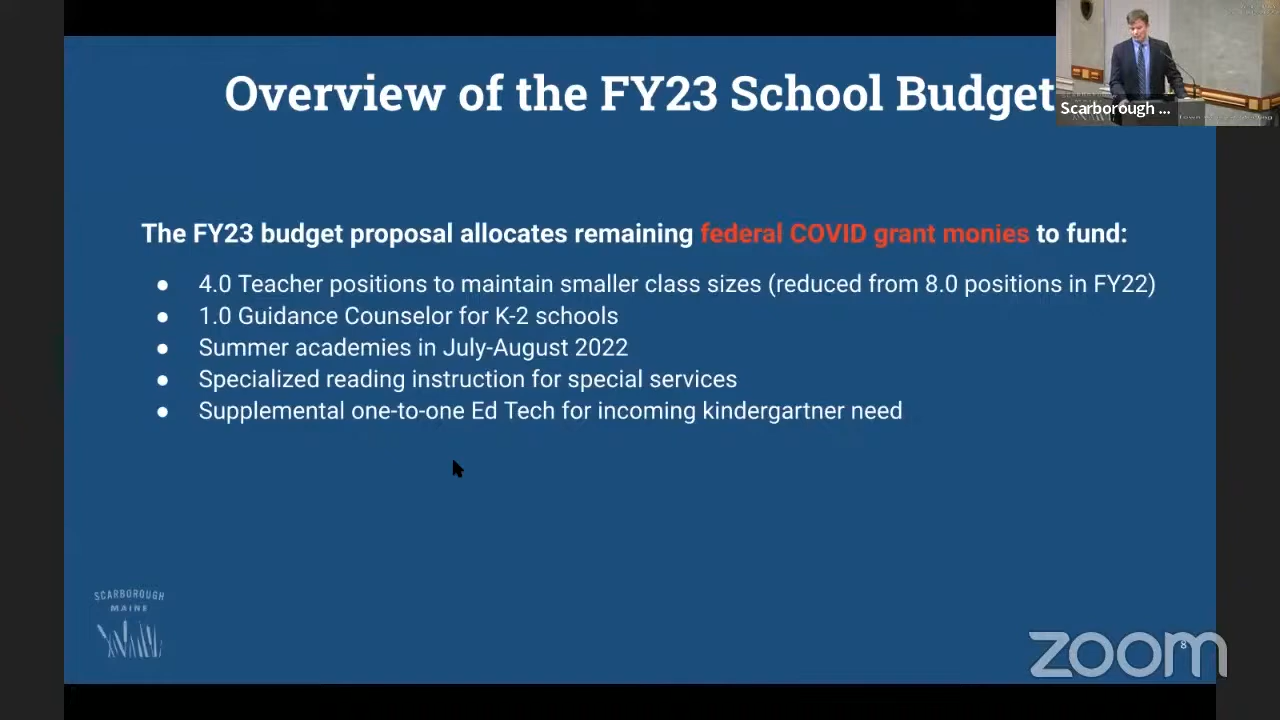 Overview of the FY23 School Budget
Scarborough ...
The FY23 budget proposal allocates remaining federal COVID grant monies to fund:
● 4.0 Teacher positions to maintain smaller class sizes (reduced from 8.0 positions in FY22)
● 1.0 Guidance Counselor for K-2 schools
● Summer academies in July-August 2022
● Specialized reading instruction for special services
● Supplemental one-to-one Ed Tech for incoming kindergartner need
SCARBOROUGH
MAINE
zoom
8